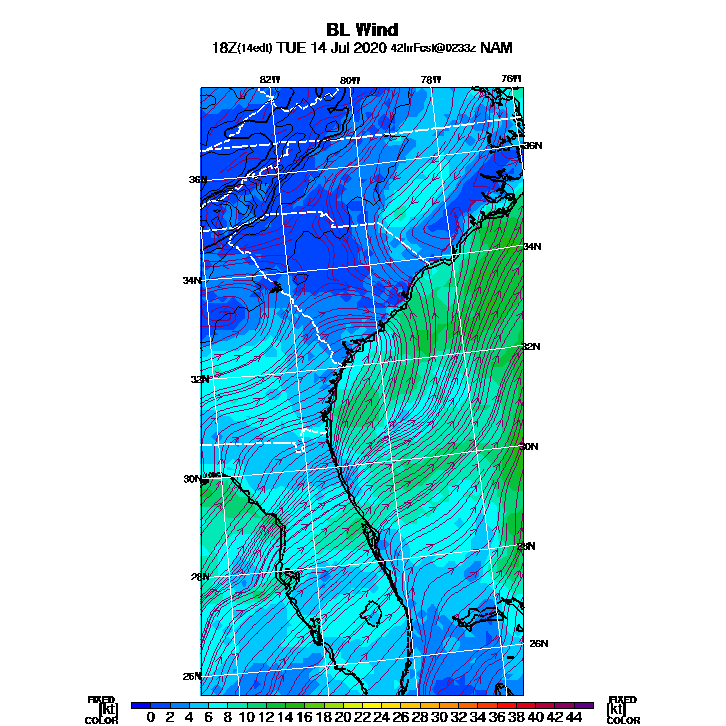 BL Wind
18Z(14edt) TUE 14 Jul 2020 42hrFcst@0233z NAM
82W 80W 78W 76W
36N 36N
34N 34N
32N 32N
30N 30N
28N 28N
26N 26N
FIXED FIXED
[kt] 0 2 4 6 8 10 12 14 16 18 20 22 24 26 28 30 32 34 36 38 40 42 44 [kt]
COLOR COLOR